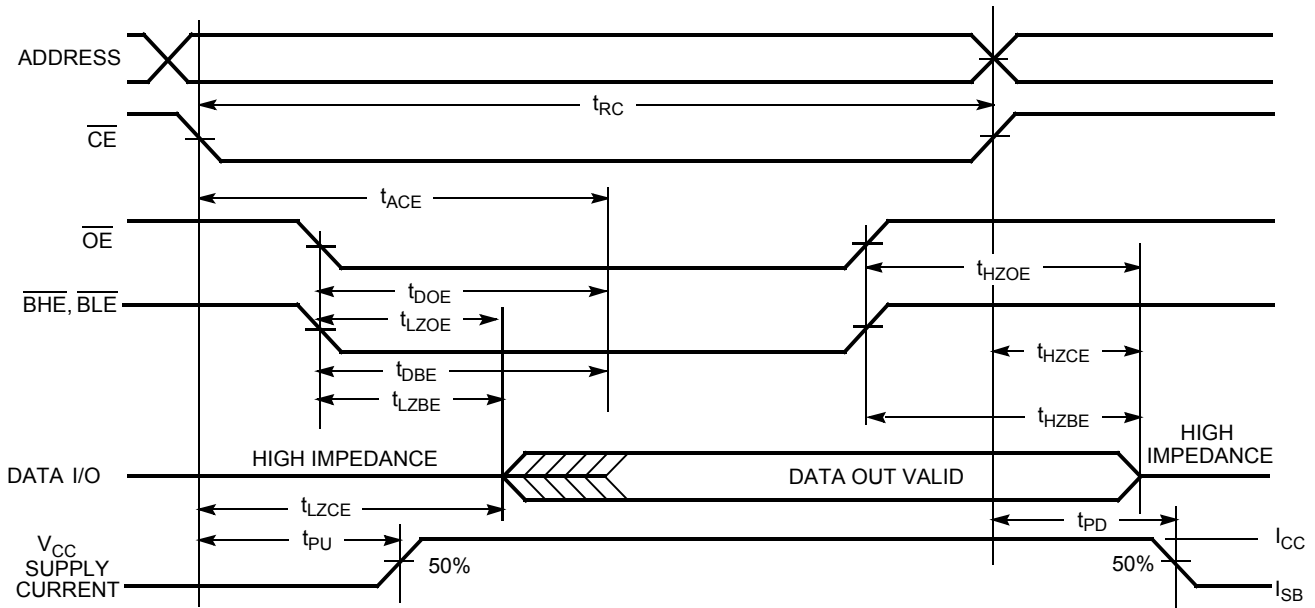 ADDRESS
tRC
CE
tACE
OE
tHZOE
tDOE
BHE, BLE
tLZOE
tHZCE
tDBE
tLZBE
tHZBE
HIGH
IMPEDANCE
HIGH IMPEDANCE
DATA I/O
DATA OUT VALID
tLZCE
tPD
tPU
VCC
SUPPLY
CURRENT
50%
50%
ICC
ISB